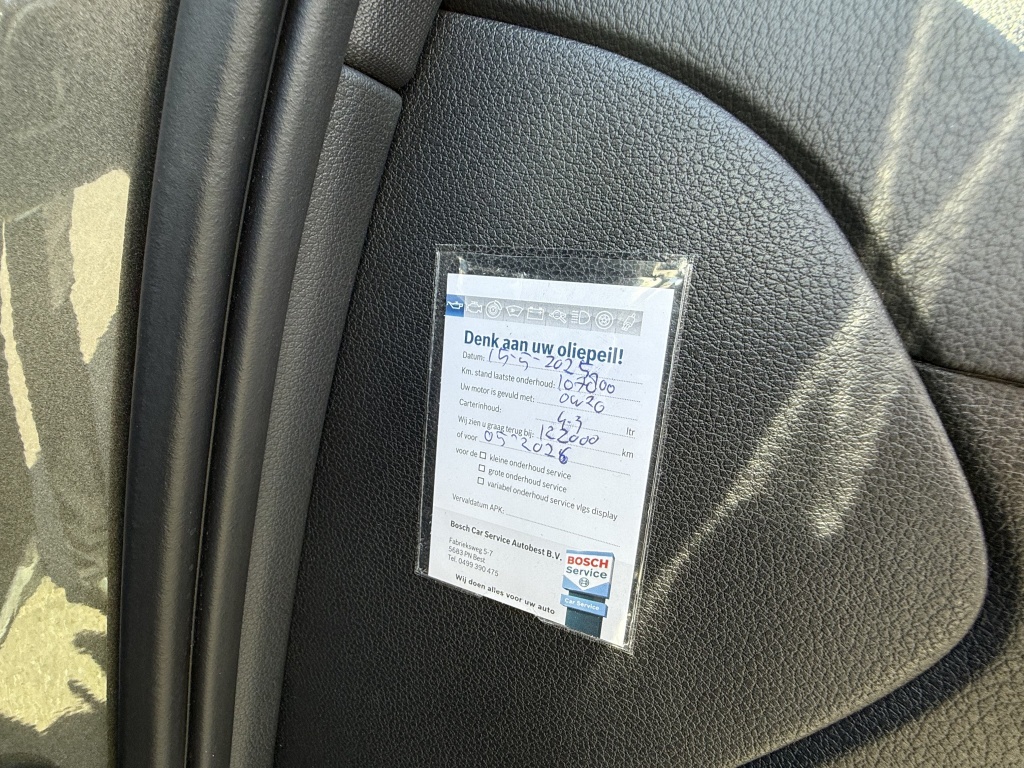 Denk aan uw oliepeil!
Datum: 15-5-2025
Km. stand laatste onderhoud: 107000
Uw motor is gevuld met: 0w20
Carterinhoud: 4.3 ltr
Wij zien u graag terug bij: 122000 km
of voor 05-2026
voor de kleine onderhoud service
grote onderhoud service
variabel onderhoud service vlgs display
Vervaldatum APK:
Bosch Car Service Autobest B.V.
Fabrieksweg 5-7
5683 PN Best
Tel. 0499 390 475
Wij doen alles voor uw auto
BOSCH
Service
Car Service